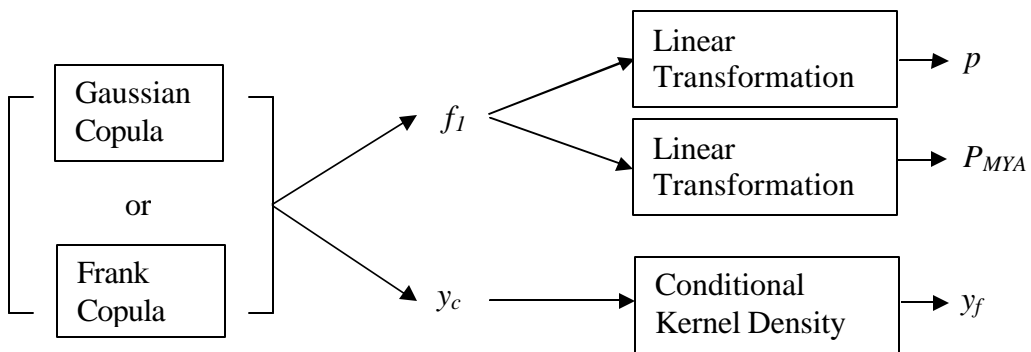 Gaussian
Copula
or
Frank
Copula
f1
yc
Linear
Transformation
p
Linear
Transformation
PMYA
Conditional
Kernel Density
yf